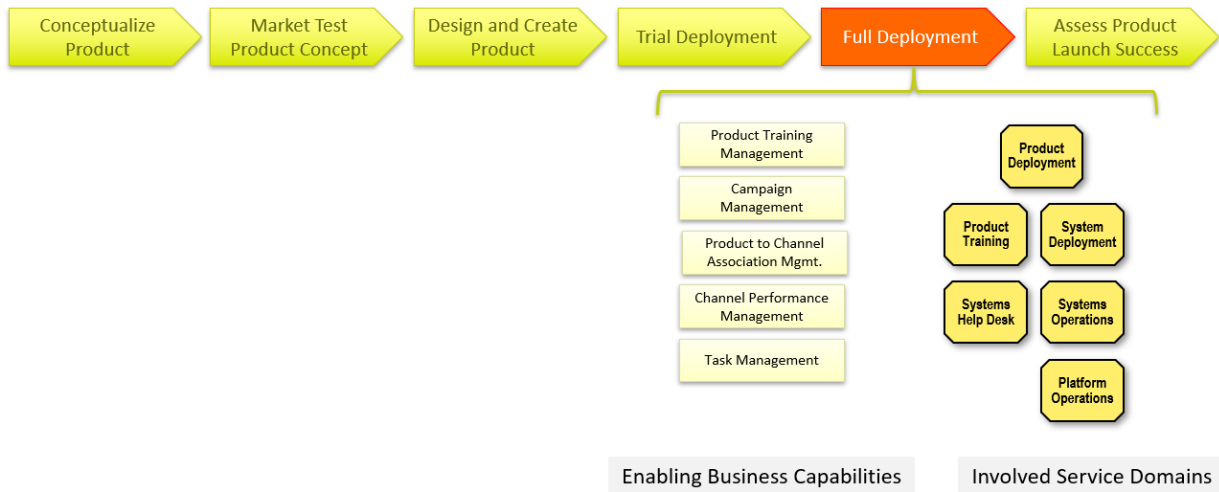 Conceptualize
Product
Market Test
Product Concept
Design and Create
Product
Trial Deployment
Full Deployment
Assess Product
Launch Success
Product Training
Management
Campaign
Management
Product to Channel
Association Mgmt.
Channel Performance
Management
Task Management
Product
Deployment
Product
Training
System
Deployment
Systems
Help Desk
Systems
Operations
Platform
Operations
Enabling Business Capabilities
Involved Service Domains